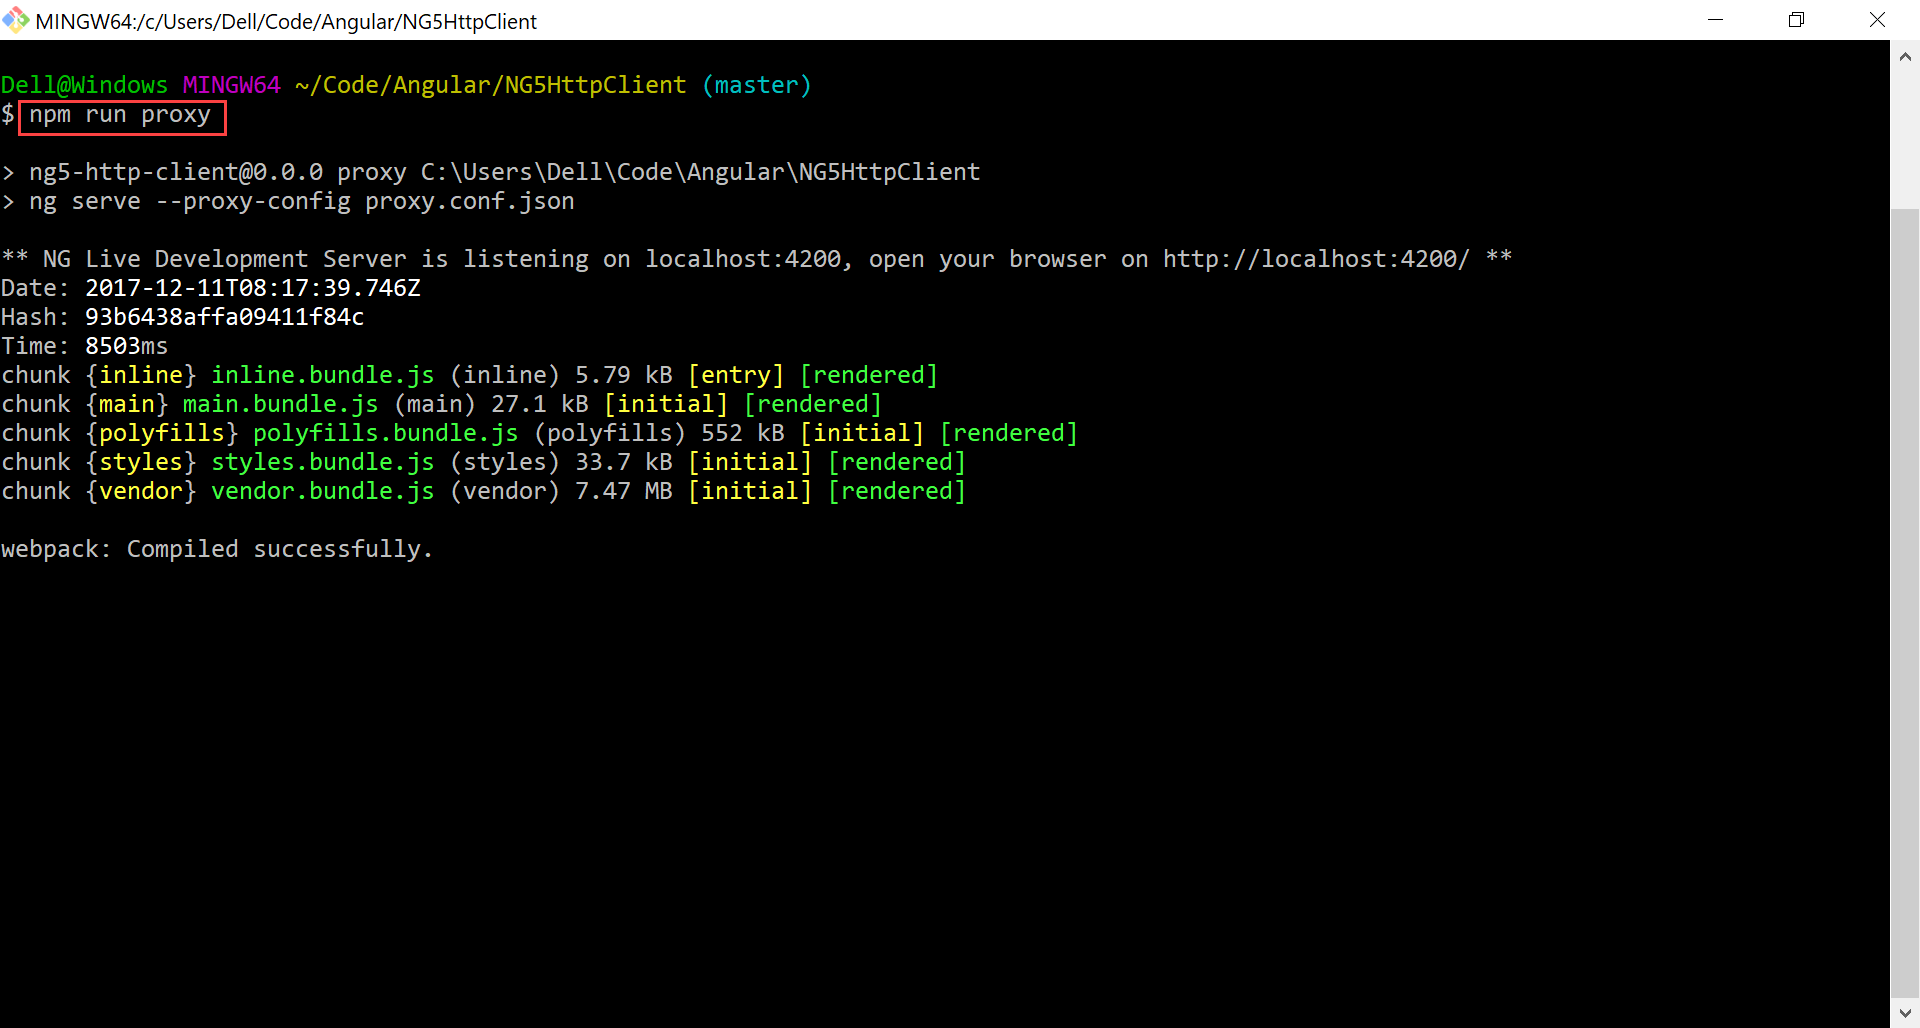 MINGW64:/c/Users/Dell/Code/Angular/NG5HttpClient
Dell@Windows MINGW64 ~/Code/Angular/NG5HttpClient (master)
$ npm run proxy
> ng5-http-client@0.0.0 proxy C:\Users\Dell\Code\Angular\NG5HttpClient
> ng serve --proxy-config proxy.conf.json
** NG Live Development Server is listening on localhost:4200, open your browser on http://localhost:4200/ **
Date: 2017-12-11T08:17:39.746Z
Hash: 93b6438affa09411f84c
Time: 8503ms
chunk {inline} inline.bundle.js (inline) 5.79 kB [entry] [rendered]
chunk {main} main.bundle.js (main) 27.1 kB [initial] [rendered]
chunk {polyfills} polyfills.bundle.js (polyfills) 552 kB [initial] [rendered]
chunk {styles} styles.bundle.js (styles) 33.7 kB [initial] [rendered]
chunk {vendor} vendor.bundle.js (vendor) 7.47 MB [initial] [rendered]
webpack: Compiled successfully.